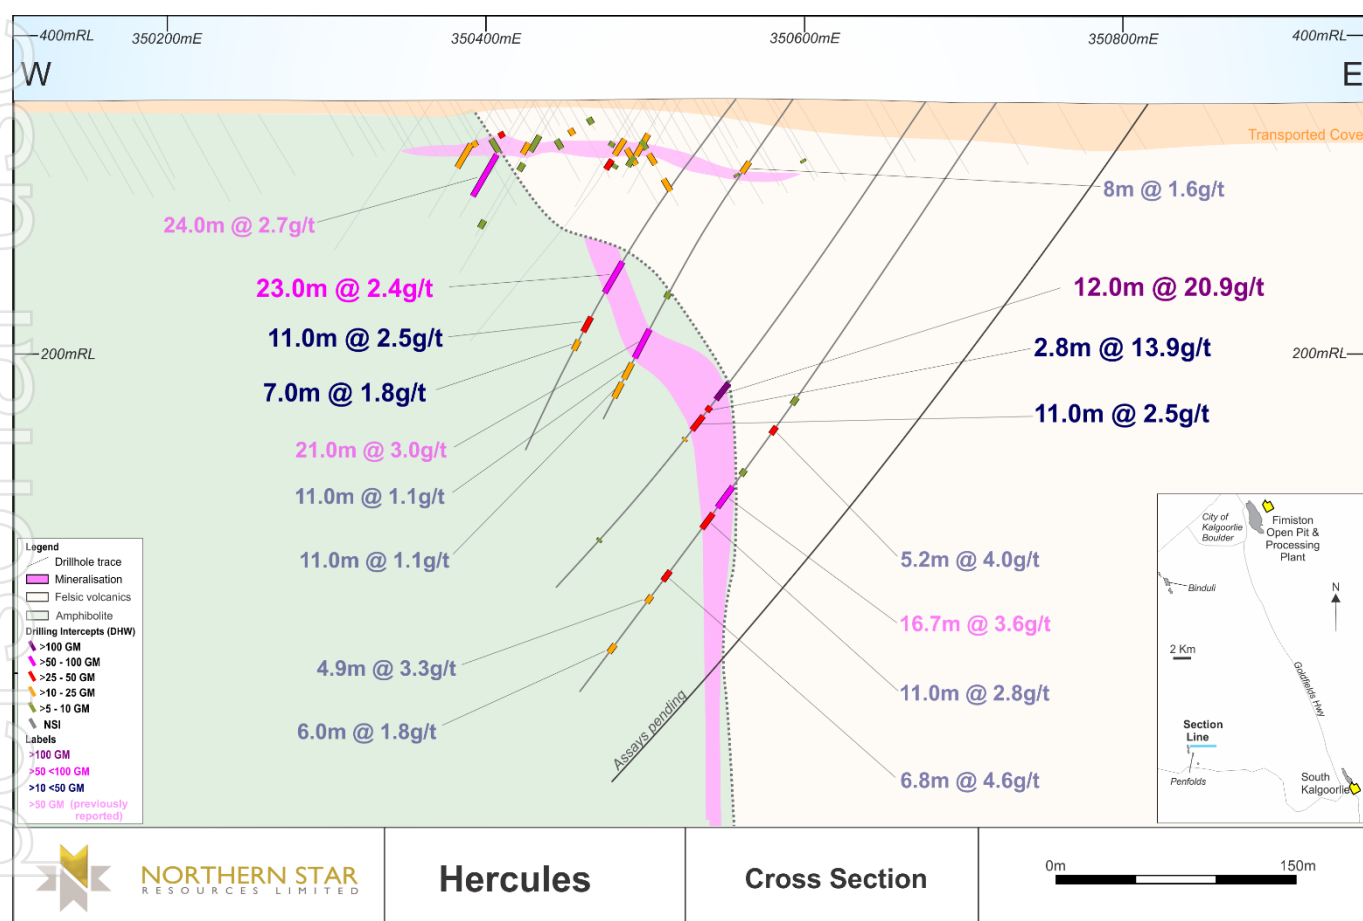 400mRL
350200mE
350400mE
350600mE
350800mE
400mRL
W
E
Transported Cove
8m @ 1.6g/t
24.0m @ 2.7g/t
23.0m @ 2.4g/t
12.0m @ 20.9g/t
11.0m @ 2.5g/t
2.8m @ 13.9g/t
200mRL
200mRL
7.0m @ 1.8g/t
11.0m @ 2.5g/t
21.0m @ 3.0g/t
11.0m @ 1.1g/t
11.0m @ 1.1g/t
5.2m @ 4.0g/t
16.7m @ 3.6g/t
4.9m @ 3.3g/t
11.0m @ 2.8g/t
6.0m @ 1.8g/t
6.8m @ 4.6g/t
Assays pending
Legend
Drillhole trace
Mineralisation
Felsic volcanics
Amphibolite
Drilling Intercepts (DHW)
>100 GM
>50 - 100 GM
>25 - 50 GM
>10 - 25 GM
>5 - 10 GM
NSI
Labels
>100 GM
>50 <100 GM
>10 <50 GM
>50 GM (previously
reported)
City of
Kalgoorlie
Boulder
Fimiston
Open Pit &
Processing
Plant
Binduli
N
2 Km
Goldfields Hwy
Section
Line
Penfolds
South
Kalgoorlie
NORTHERN STAR
RESOURCES LIMITED
Hercules
Cross Section
0m
150m